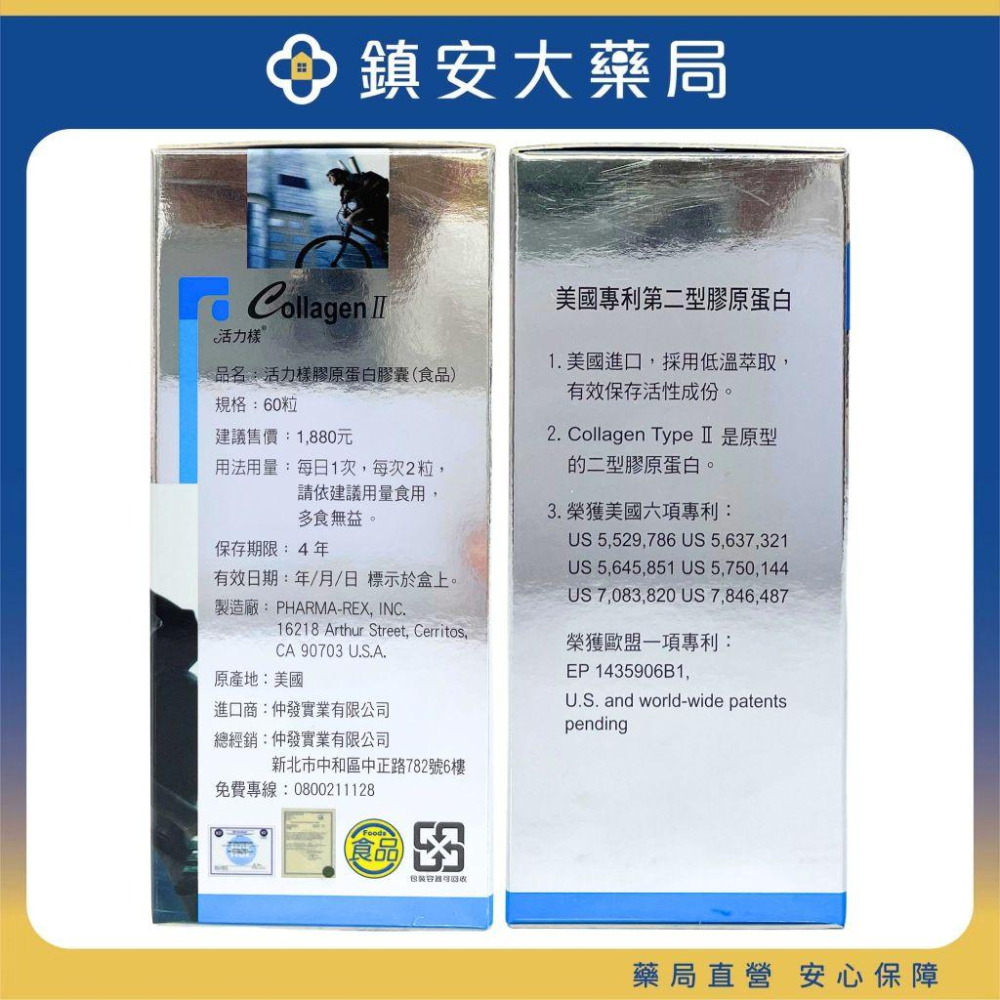 鎮安大藥局
Collagen Ⅱ
活力樣®
品名：活力樣膠原蛋白膠囊(食品)
規格：60粒
建議售價：1,880元
用法用量：每日1次，每次2粒，
請依建議用量食用，
多食無益。
保存期限：4年
有效日期：年/月/日 標示於盒上。
製造廠：PHARMA-REX, INC.
16218 Arthur Street, Cerritos,
CA 90703 U.S.A.
原產地：美國
進口商：仲發實業有限公司
總經銷：仲發實業有限公司
新北市中和區中正路782號6樓
免費專線：0800211128
Foods
食品
包裝容器可回收
美國專利第二型膠原蛋白
1. 美國進口，採用低溫萃取，
有效保存活性成份。
2. Collagen Type Ⅱ 是原型
的二型膠原蛋白。
3. 榮獲美國六項專利：
US 5,529,786 US 5,637,321
US 5,645,851 US 5,750,144
US 7,083,820 US 7,846,487
榮獲歐盟一項專利：
EP 1435906B1,
U.S. and world-wide patents
pending
藥局直營 安心保障